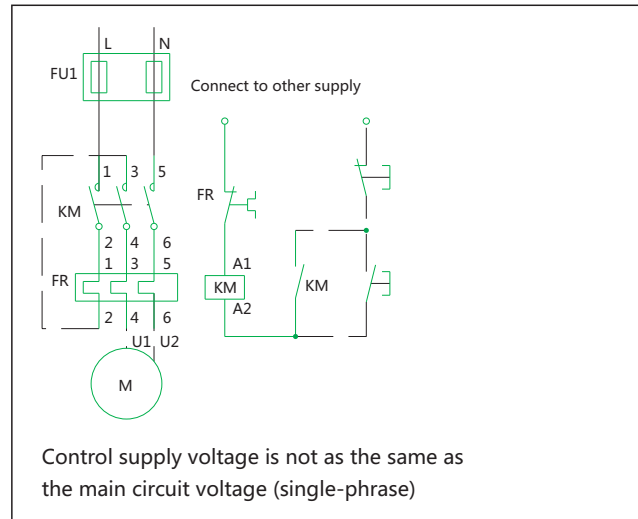 L N
FU1
Connect to other supply
1 3 5
FR
KM
2 4 6
1 3 5
A1
FR
KM
KM
A2
2 4 6
U1 U2
M
Control supply voltage is not as the same as
the main circuit voltage (single-phrase)